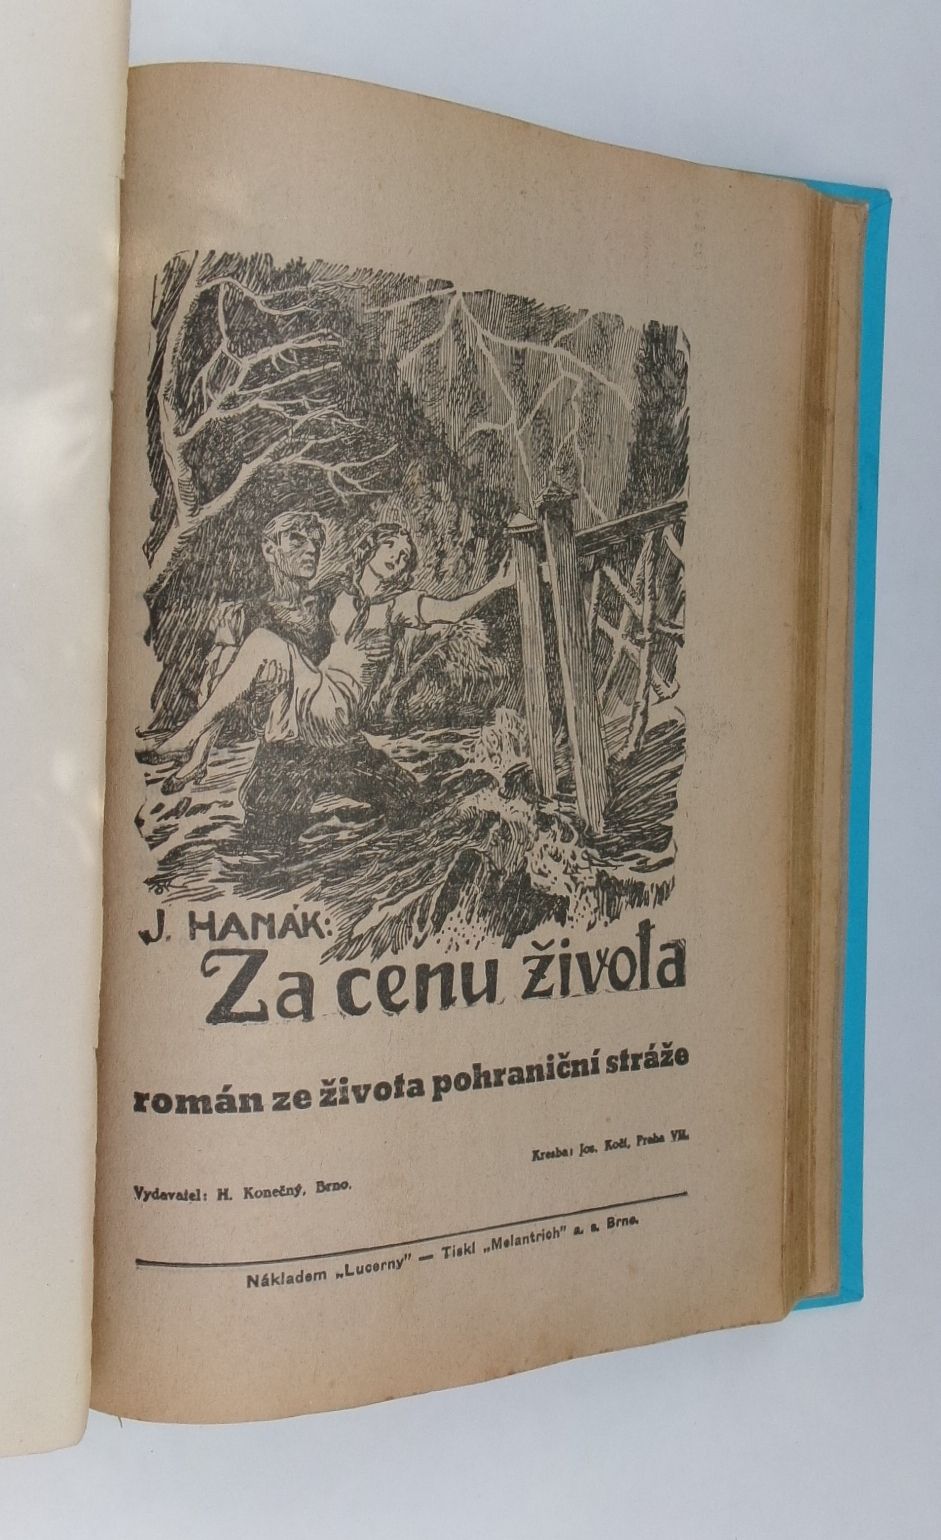 J. HANÁK:
Za cenu života
román ze života pohraniční stráže
Kresba: Jos. Kočí, Praha VIII.
Vydavatel: H. Konečný, Brno.
Nákladem „Lucerny” — Tiskl „Melantrich” a. s. Brno.